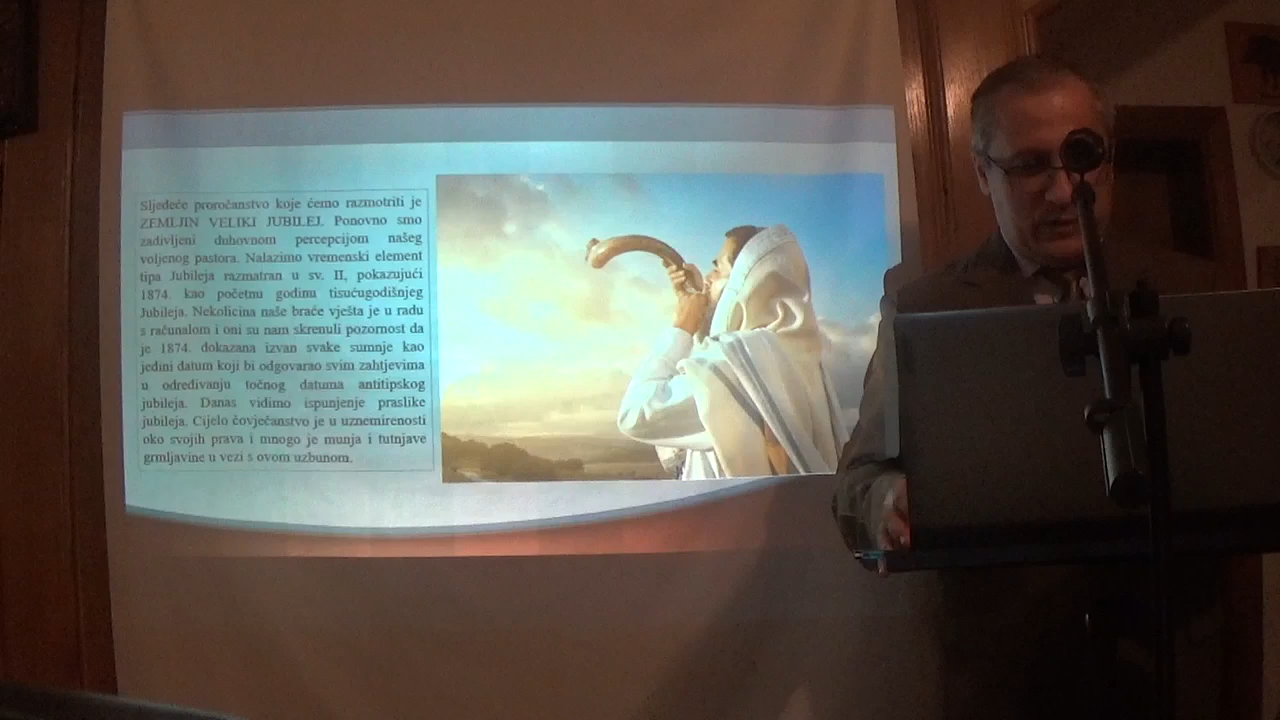 Sljedeće proročanstvo koje ćemo razmotriti je
ZEMLJIN VELIKI JUBILEJ. Ponovno smo
zadivljeni duhovnom percepcijom našeg
voljenog pastora. Nalazimo vremenski element
tipa Jubileja razmatran u sv. II, pokazujući
1874. kao početnu godinu tisućugodišnjeg
Jubileja. Nekolicina naše braće vješta je u radu
s računalom i oni su nam skrenuli pozornost da
je 1874. dokazana izvan svake sumnje kao
jedini datum koji bi odgovarao svim zahtjevima
u određivanju točnog datuma antitipskog
jubileja. Danas vidimo ispunjenje praslike
jubileja. Cijelo čovječanstvo je u uznemirenosti
oko svojih prava i mnogo je munja i tutnjave
grmljavine u vezi s ovom uzbunom.